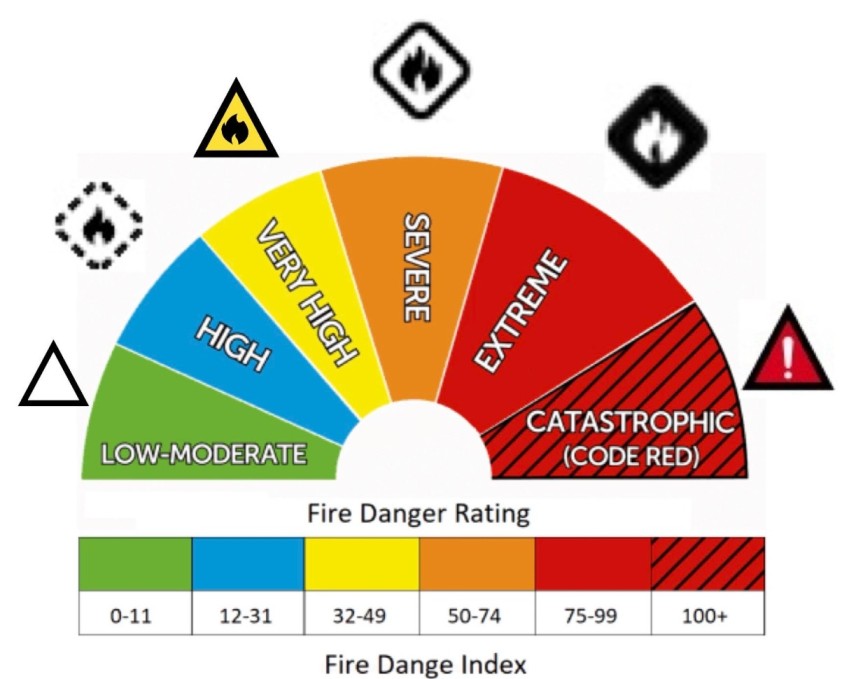 LOW-MODERATE
HIGH
VERY HIGH
SEVERE
EXTREME
CATASTROPHIC
(CODE RED)
!
Fire Danger Rating
0-11 12-31 32-49 50-74 75-99 100+
Fire Dange Index